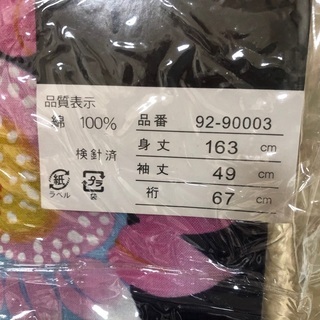 品質表示
綿 100%
検針済
紙 プラ
ラベル 袋
品番 92-90003
身丈 163 cm
袖丈 49 cm
裄 67 cm